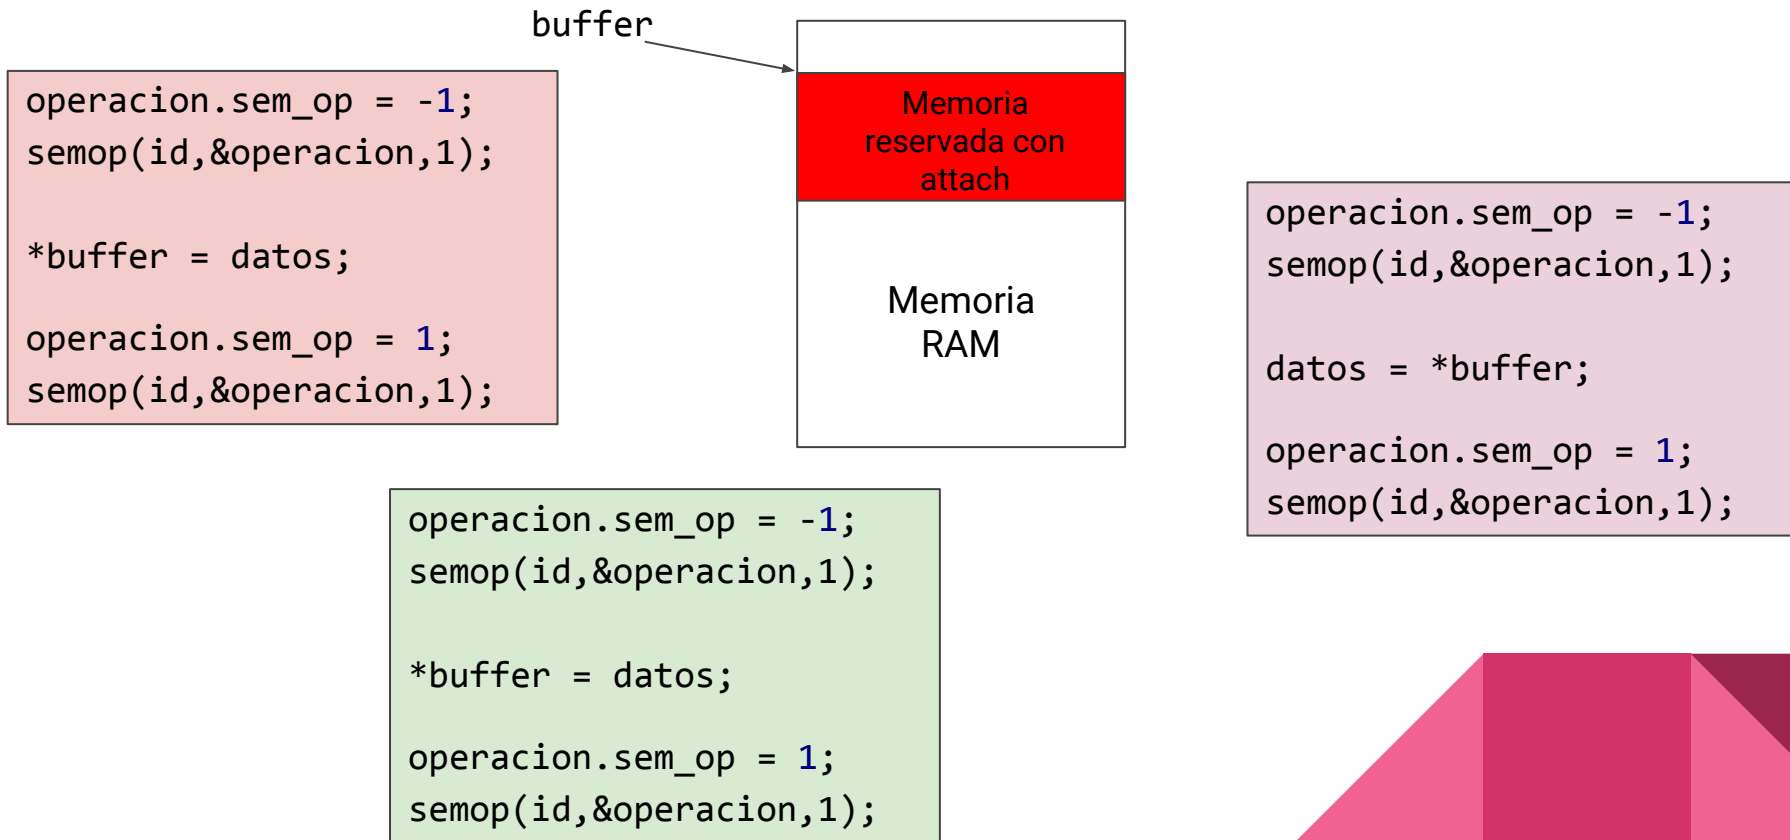 buffer
operacion.sem_op = -1;
semop(id,&operacion,1);
*buffer = datos;
operacion.sem_op = 1;
semop(id,&operacion,1);
Memoria
reservada con
attach
Memoria
RAM
operacion.sem_op = -1;
semop(id,&operacion,1);
datos = *buffer;
operacion.sem_op = 1;
semop(id,&operacion,1);
operacion.sem_op = -1;
semop(id,&operacion,1);
*buffer = datos;
operacion.sem_op = 1;
semop(id,&operacion,1);